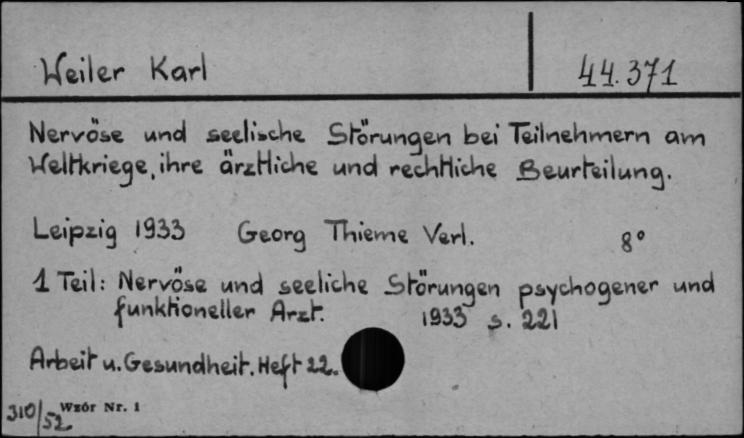 Weiler Karl 44.371
Nervöse und seelische Störungen bei Teilnehmern am
Weltkriege, ihre ärztliche und rechtliche Beurteilung.
Leipzig 1933 Georg Thieme Verl. 8°
1 Teil: Nervöse und seeliche Störungen psychogener und
funktioneller Arzt. 1933 s. 221
Arbeit u. Gesundheit. Heft 22.
310/52 Wzór Nr. 1